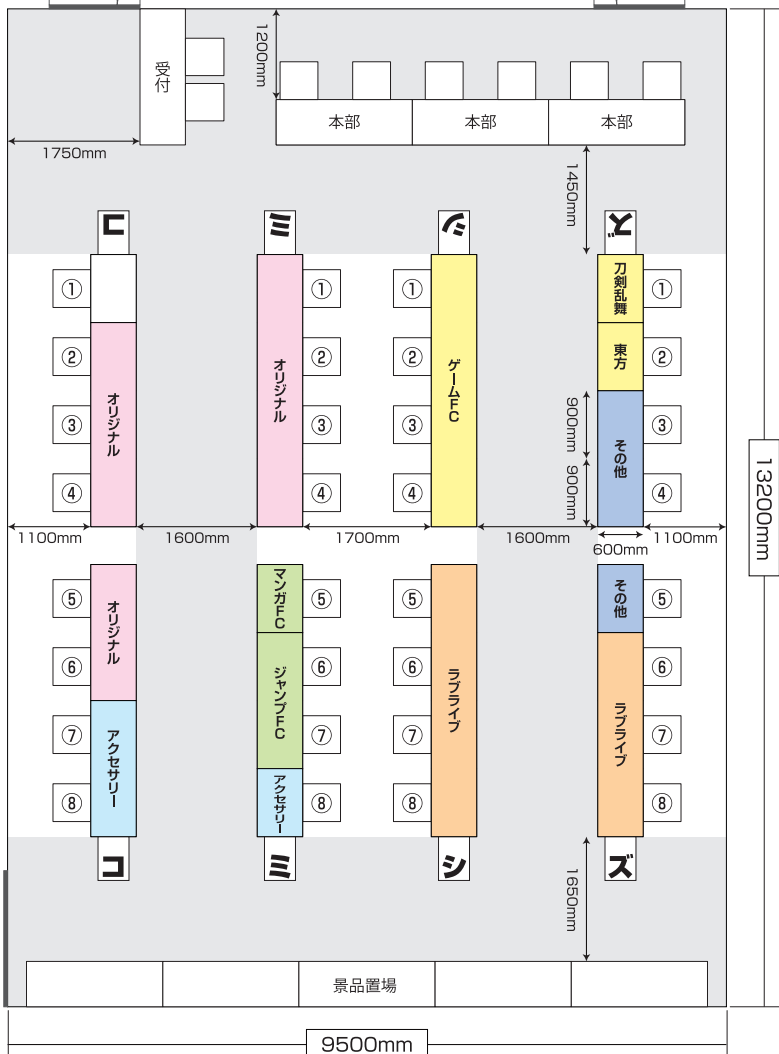 受付
1200mm
本部
本部
本部
1750mm
1450mm
コ
ミ
シ
ズ
①
②
③
④
オリジナル
オリジナル
①
②
③
④
①
②
③
④
ゲームFC
刀剣乱舞
東方
その他
①
②
③
④
900mm
900mm
1100mm
1600mm
1700mm
1600mm
600mm
1100mm
13200mm
⑤
⑥
⑦
⑧
オリジナル
アクセサリー
マンガFC
ジャンプFC
アクセサリー
⑤
⑥
⑦
⑧
⑤
⑥
⑦
⑧
ラブライブ
その他
ラブライブ
⑤
⑥
⑦
⑧
コ
ミ
シ
ズ
1650mm
景品置場
9500mm